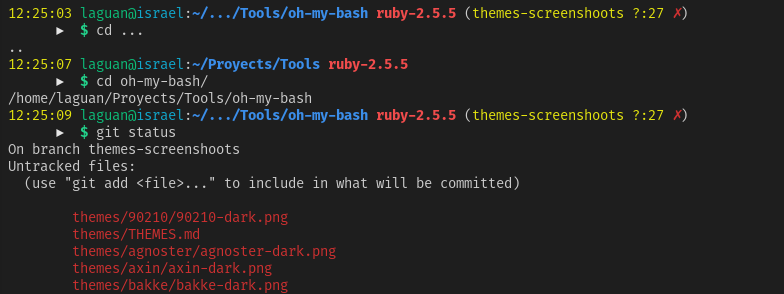 12:25:03 laguan@israel:~/.../Tools/oh-my-bash ruby-2.5.5 (themes-screenshoots ?:27 ✗)
▶ $ cd ...
..
12:25:07 laguan@israel:~/Proyects/Tools ruby-2.5.5
▶ $ cd oh-my-bash/
/home/laguan/Proyects/Tools/oh-my-bash
12:25:09 laguan@israel:~/.../Tools/oh-my-bash ruby-2.5.5 (themes-screenshoots ?:27 ✗)
▶ $ git status
On branch themes-screenshoots
Untracked files:
(use "git add <file>..." to include in what will be committed)
themes/90210/90210-dark.png
themes/THEMES.md
themes/agnoster/agnoster-dark.png
themes/axin/axin-dark.png
themes/bakke/bakke-dark.png